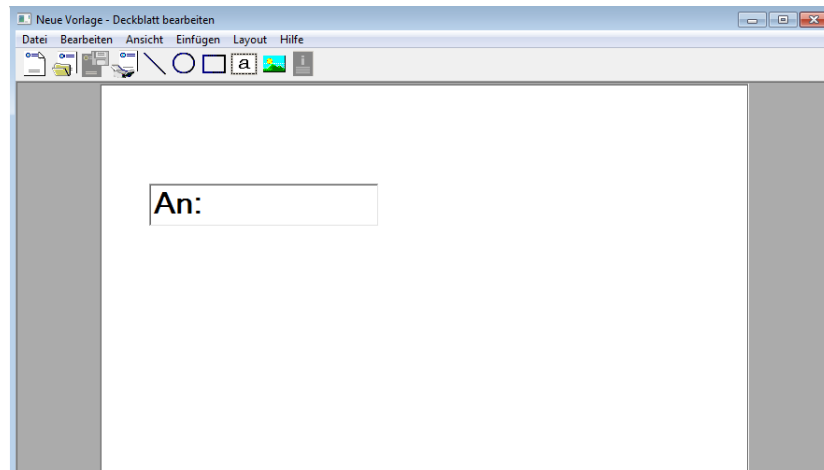 Neue Vorlage - Deckblatt bearbeiten
Datei Bearbeiten Ansicht Einfügen Layout Hilfe
a
i
An: